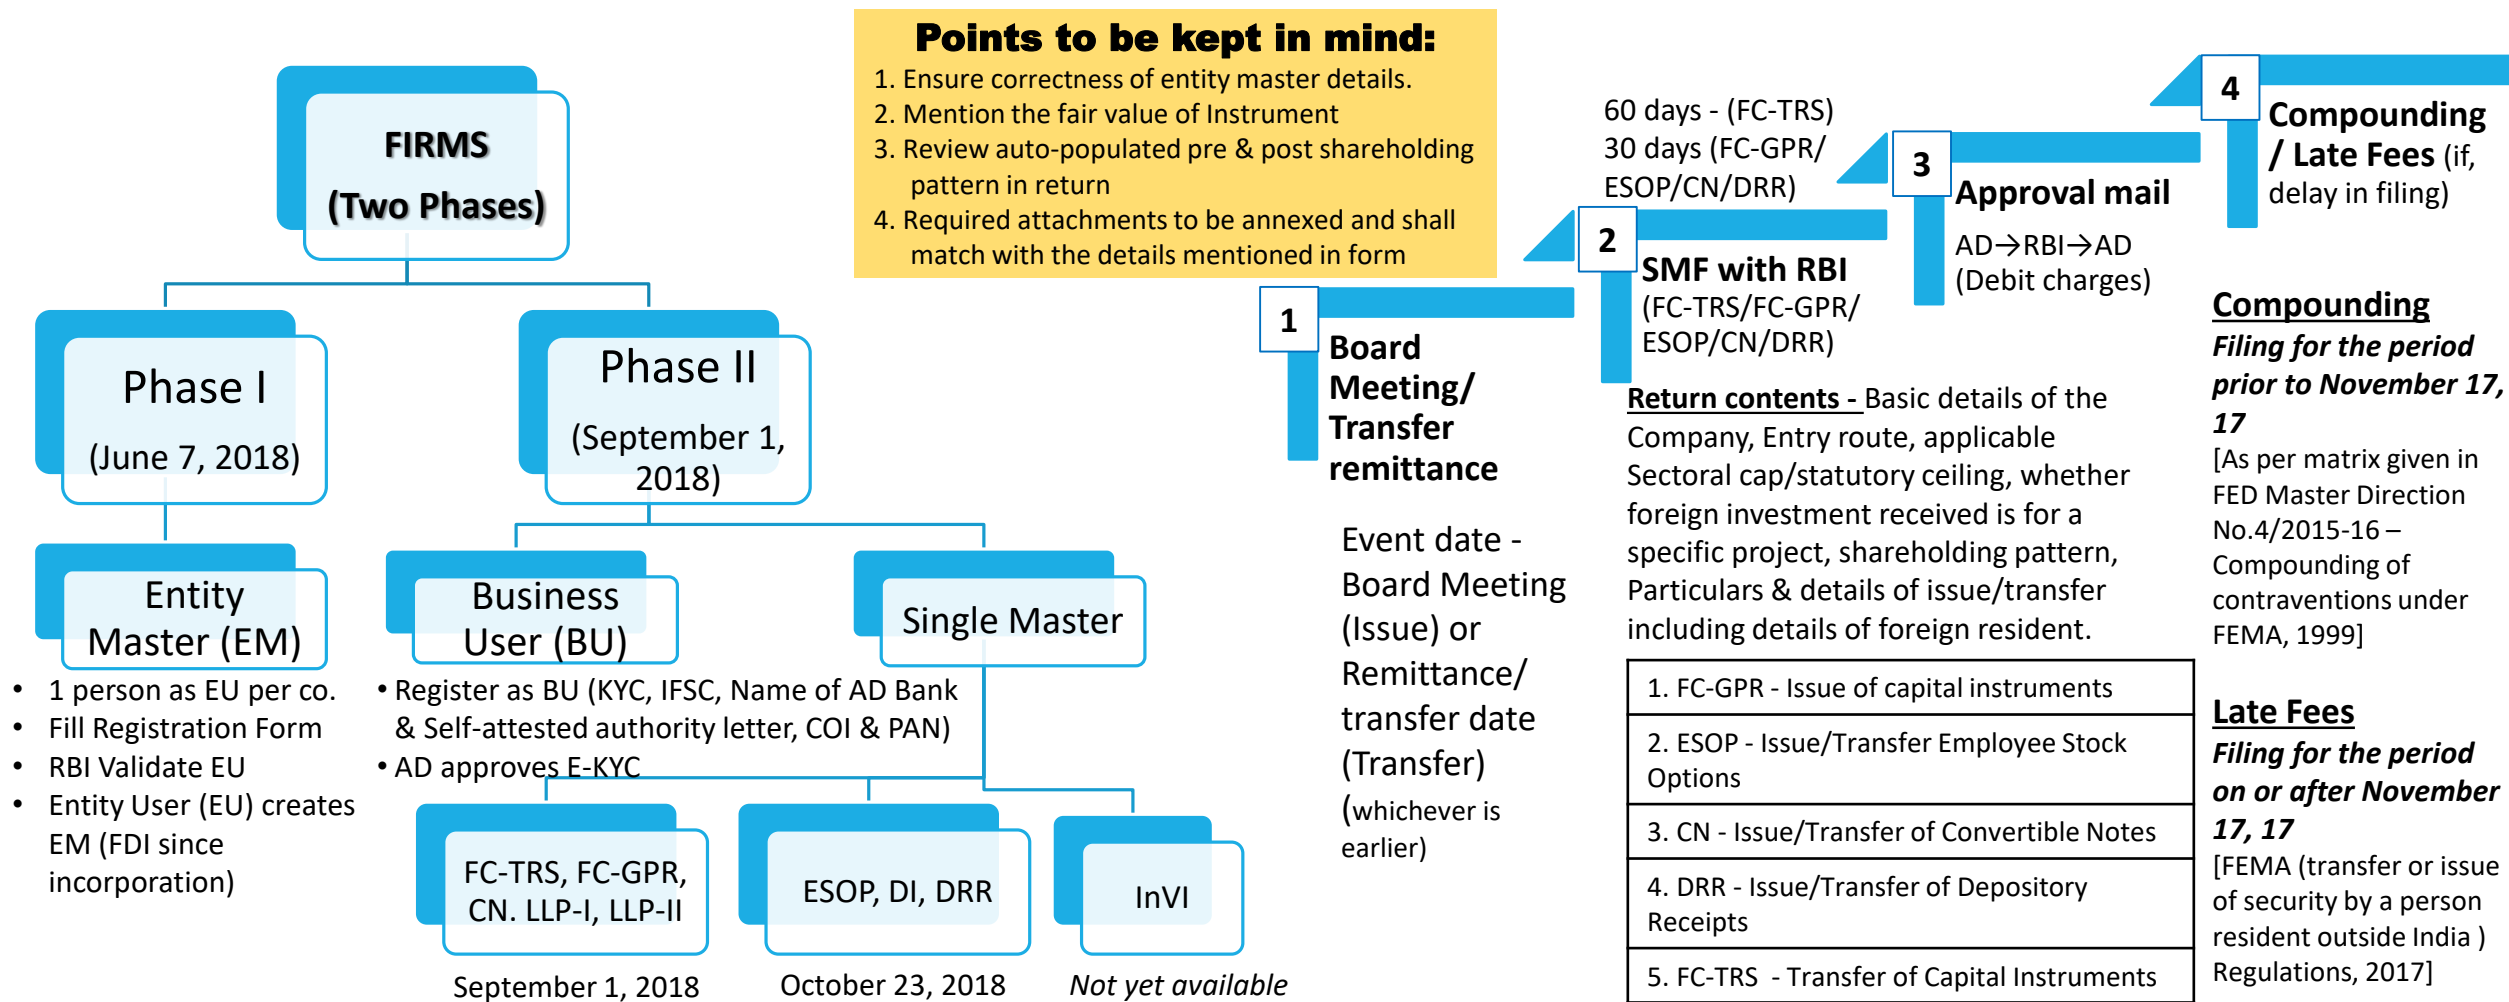 FIRMS
(Two Phases)
Phase I
(June 7, 2018)
Phase II
(September 1,
2018)
Entity
Master (EM)
Business
User (BU)
Single Master
• 1 person as EU per co.
• Fill Registration Form
• RBI Validate EU
• Entity User (EU) creates
EM (FDI since
incorporation)
• Register as BU (KYC, IFSC, Name of AD Bank
& Self-attested authority letter, COI & PAN)
• AD approves E-KYC
FC-TRS, FC-GPR,
CN. LLP-I, LLP-II
ESOP, DI, DRR
InVI
September 1, 2018
October 23, 2018
Not yet available
Points to be kept in mind:
1. Ensure correctness of entity master details.
2. Mention the fair value of Instrument
3. Review auto-populated pre & post shareholding
pattern in return
4. Required attachments to be annexed and shall
match with the details mentioned in form
1
Board
Meeting/
Transfer
remittance
Event date -
Board Meeting
(Issue) or
Remittance/
transfer date
(Transfer)
(whichever is
earlier)
60 days - (FC-TRS)
30 days (FC-GPR/
ESOP/CN/DRR)
2
SMF with RBI
(FC-TRS/FC-GPR/
ESOP/CN/DRR)
3
Approval mail
AD→RBI→AD
(Debit charges)
4
Compounding
/ Late Fees (if,
delay in filing)
Return contents - Basic details of the
Company, Entry route, applicable
Sectoral cap/statutory ceiling, whether
foreign investment received is for a
specific project, shareholding pattern,
Particulars & details of issue/transfer
including details of foreign resident.
1. FC-GPR - Issue of capital instruments
2. ESOP - Issue/Transfer Employee Stock
Options
3. CN - Issue/Transfer of Convertible Notes
4. DRR - Issue/Transfer of Depository
Receipts
5. FC-TRS - Transfer of Capital Instruments
Compounding
Filing for the period
prior to November 17,
17
[As per matrix given in
FED Master Direction
No.4/2015-16 –
Compounding of
contraventions under
FEMA, 1999]
Late Fees
Filing for the period
on or after November
17, 17
[FEMA (transfer or issue
of security by a person
resident outside India )
Regulations, 2017]